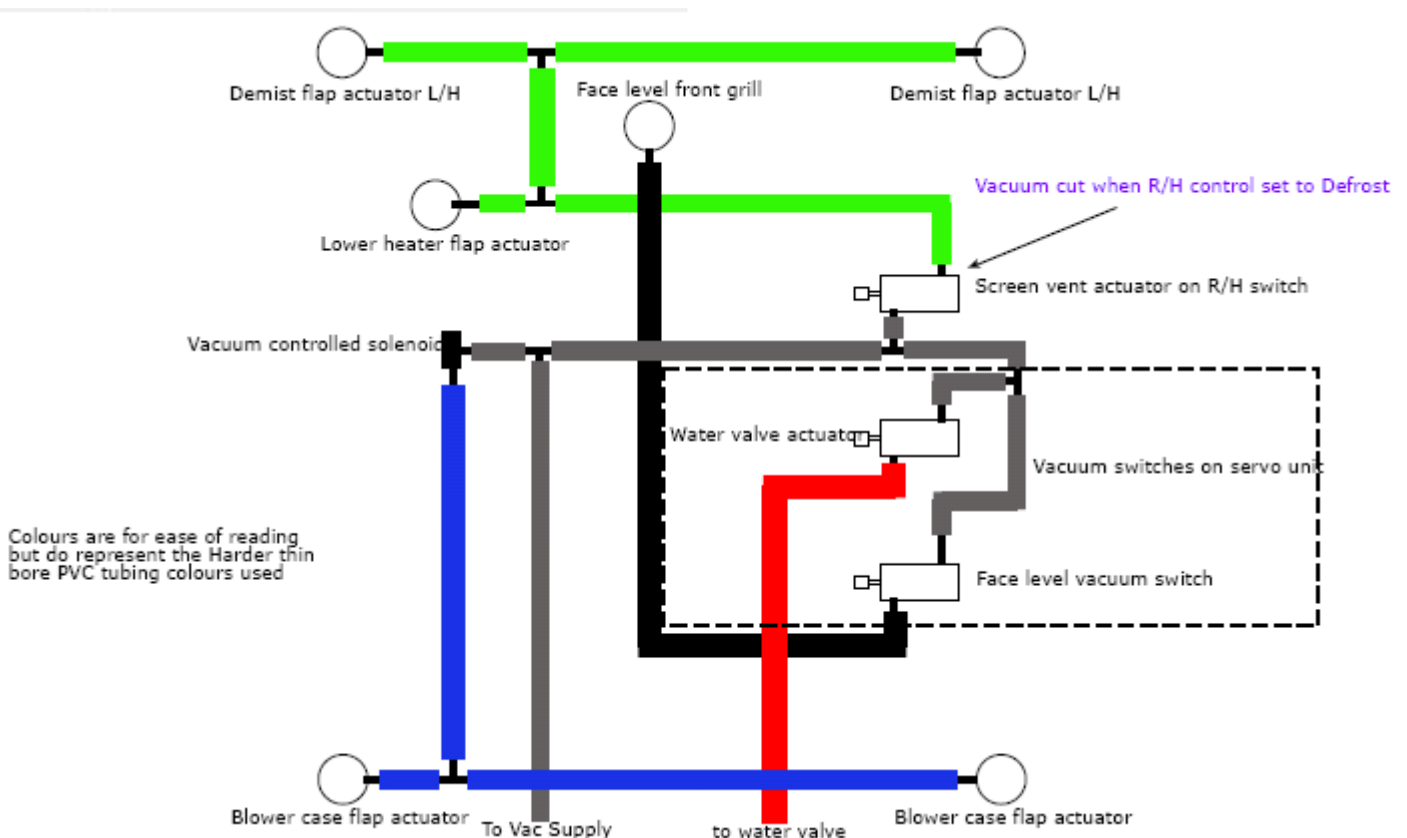 Demist flap actuator L/H
Face level front grill
Demist flap actuator L/H
Vacuum cut when R/H control set to Defrost
Lower heater flap actuator
Screen vent actuator on R/H switch
Vacuum controlled solenoid
Water valve actuator
Vacuum switches on servo unit
Colours are for ease of reading
but do represent the Harder thin
bore PVC tubing colours used
Face level vacuum switch
Blower case flap actuator
To Vac Supply
to water valve
Blower case flap actuator